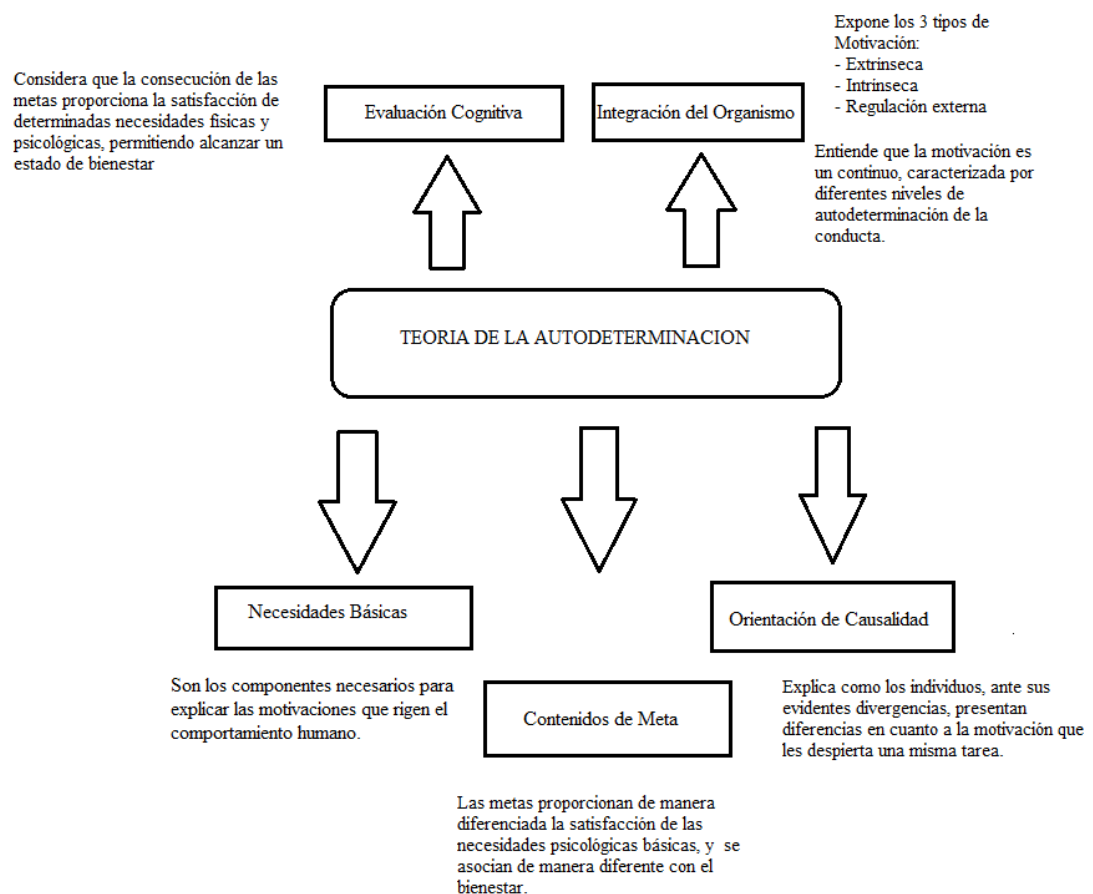 Expone los 3 tipos de
Motivación:
- Extrinseca
- Intrínseca
- Regulación externa
Considera que la consecución de las
metas proporciona la satisfacción de
determinadas necesidades físicas y
psicológicas, permitiendo alcanzar un
estado de bienestar
Evaluación Cognitiva
Integración del Organismo
Entiende que la motivación es
un continuo, caracterizada por
diferentes niveles de
autodeterminación de la
conducta.
TEORIA DE LA AUTODETERMINACION
Necesidades Básicas
Orientación de Causalidad
Son los componentes necesarios para
explicar las motivaciones que rigen el
comportamiento humano.
Contenidos de Meta
Explica como los individuos, ante sus
evidentes divergencias, presentan
diferencias en cuanto a la motivación que
les despierta una misma tarea.
Las metas proporcionan de manera
diferenciada la satisfacción de las
necesidades psicológicas básicas, y se
asocian de manera diferente con el
bienestar.